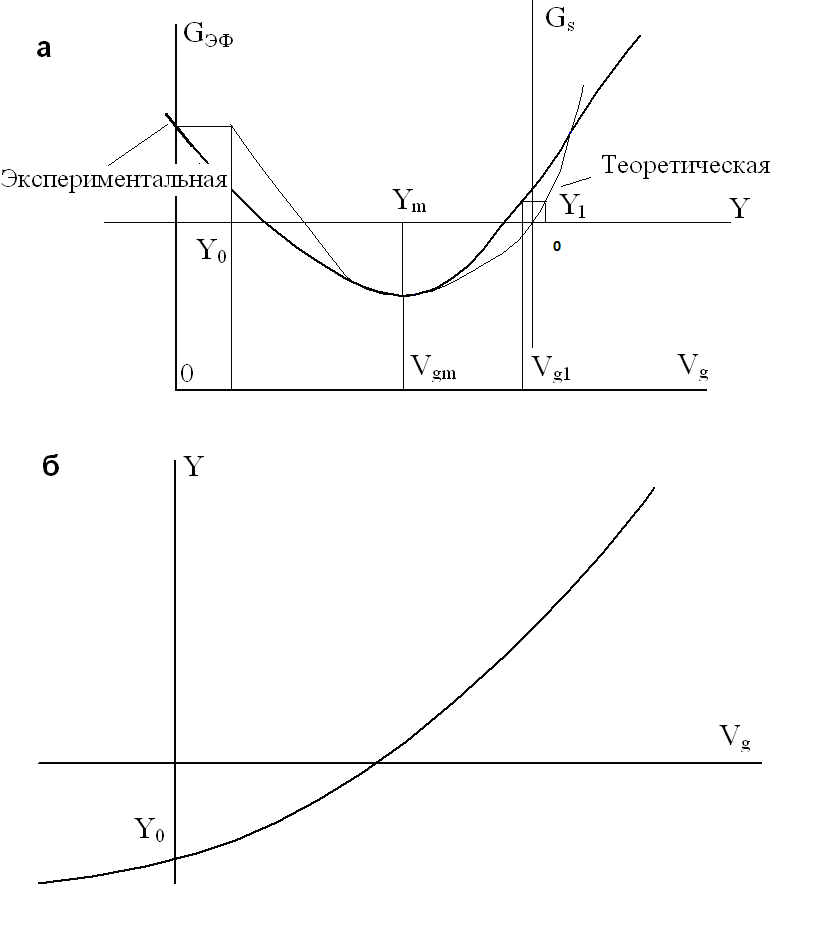 а
GЭФ
Gs
Экспериментальная
Теоретическая
Ym
Y1
Y
Y0
0
0
Vgm
Vg1
Vg
б
Y
Vg
Y0